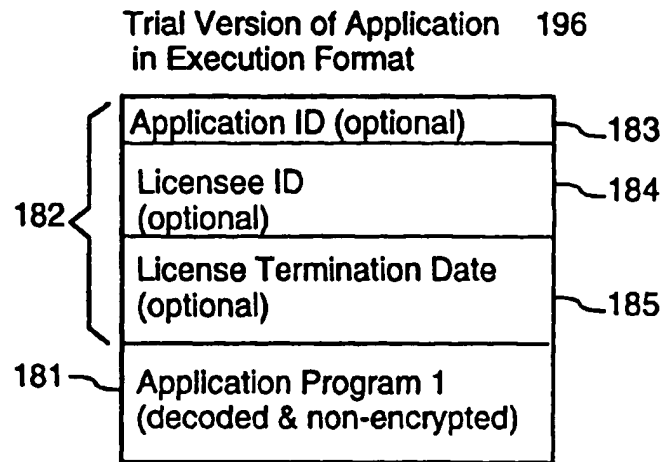 Trial Version of Application 196
in Execution Format
Application ID (optional) 183
Licensee ID 184
(optional)
182
License Termination Date
(optional) 185
181 Application Program 1
(decoded & non-encrypted)